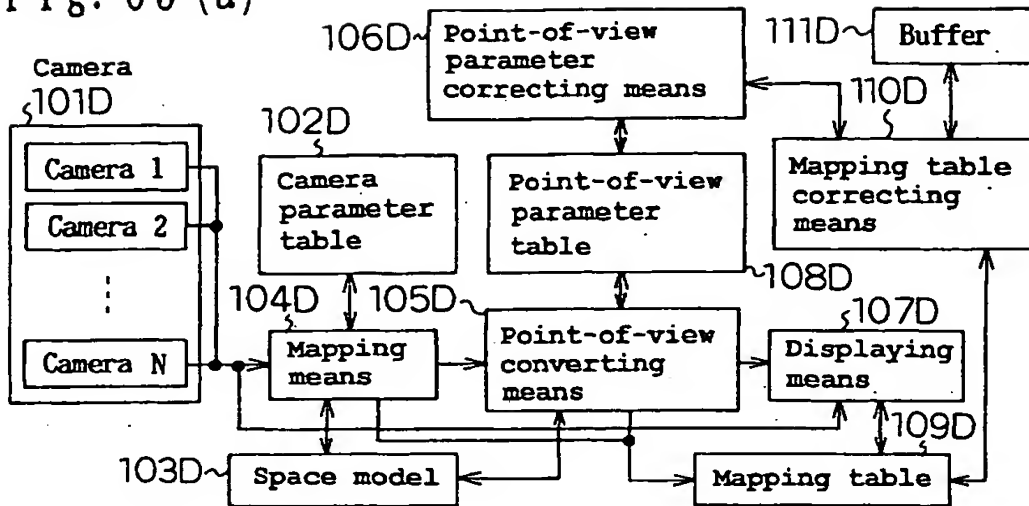 Fig. (a)
Camera
101D
Camera 1
Camera 2
Camera N
102D
Camera
parameter
table
106D
Point-of-view
parameter
correcting means
111D
Buffer
110D
Mapping table
correcting
means
Point-of-view
parameter
table
108D
104D
Mapping
means
105D
Point-of-view
converting
means
107D
Displaying
means
103D
Space model
109D
Mapping table